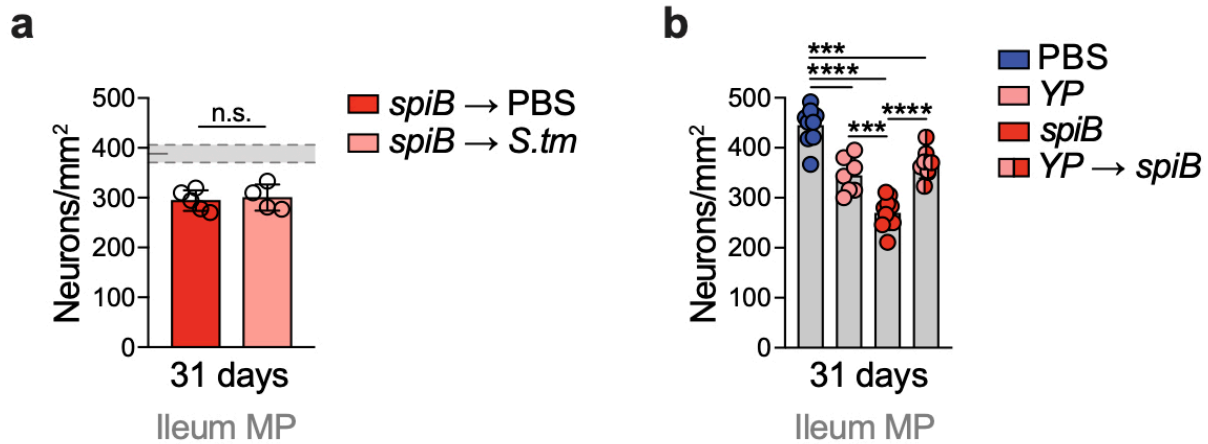 a
500
400
300
200
100
0
Neurons/mm²
n.s.
spiB → PBS
spiB → S.tm
31 days
Ileum MP
b
500
400
300
200
100
0
Neurons/mm²
***
****
***
****
PBS
YP
spiB
YP → spiB
31 days
Ileum MP